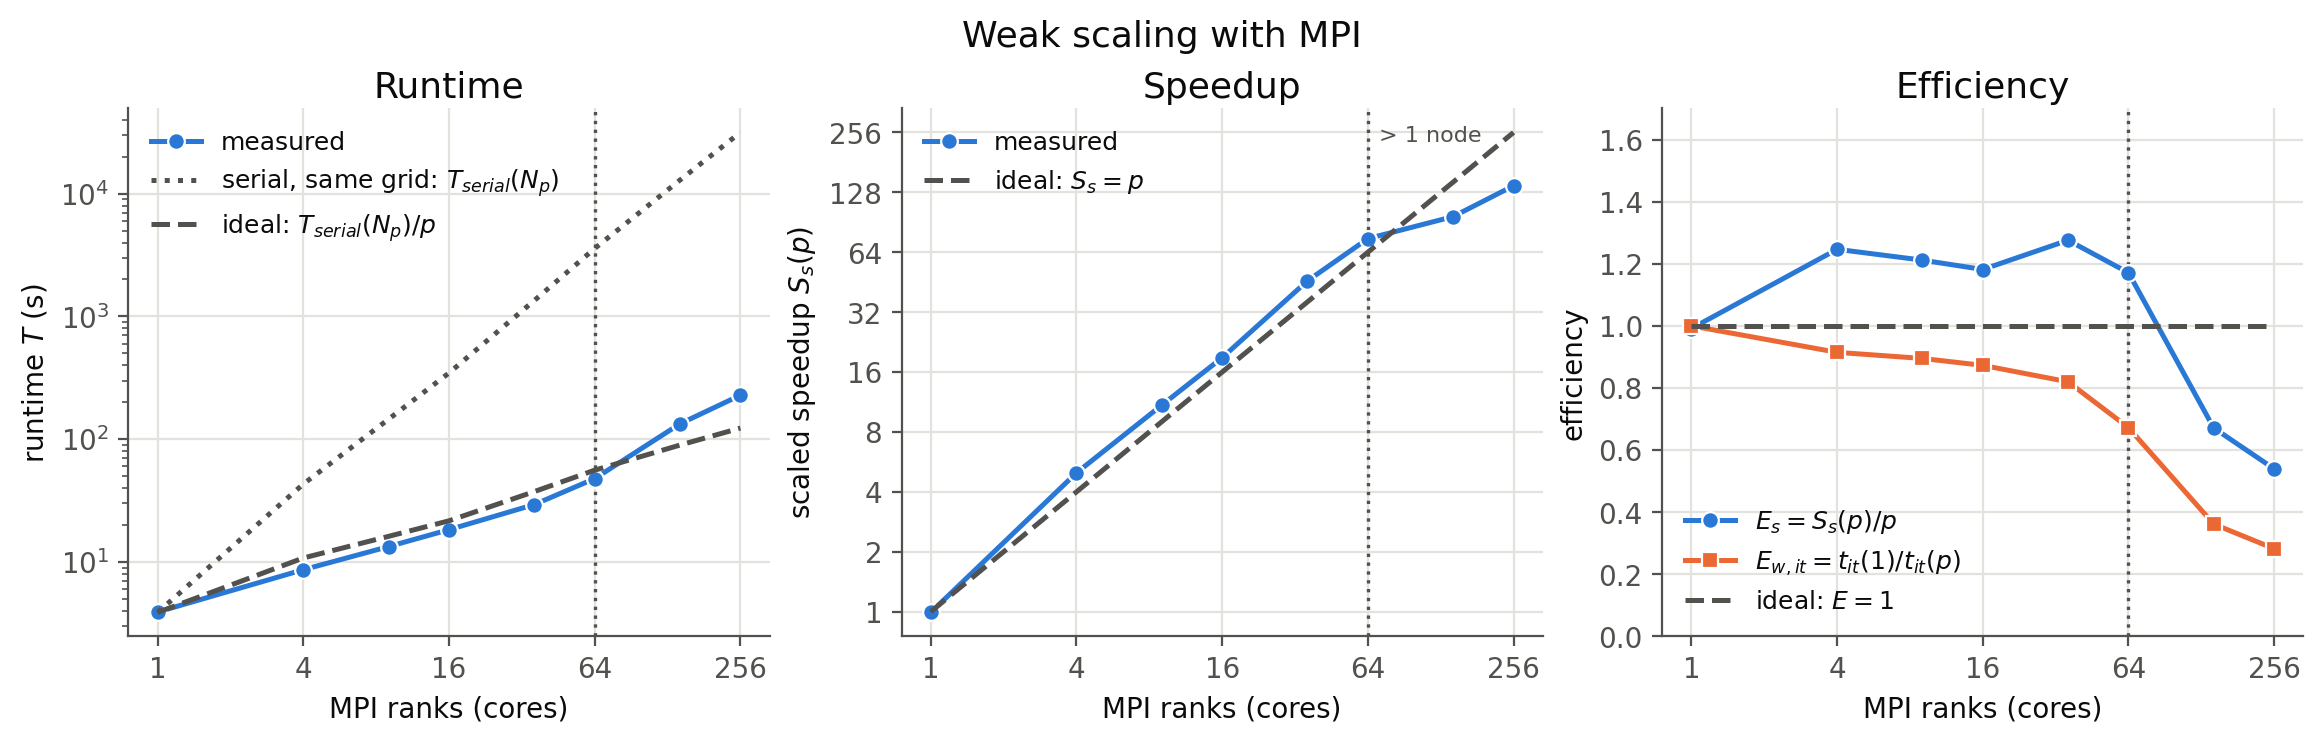 Weak scaling with MPI
Runtime
measured
serial, same grid: T_serial(N_p)
ideal: T_serial(N_p)/p
runtime T (s)
10^4
10^3
10^2
10^1
1 4 16 64 256
MPI ranks (cores)
Speedup
measured
ideal: S_s = p
> 1 node
scaled speedup S_s(p)
256
128
64
32
16
8
4
2
1
1 4 16 64 256
MPI ranks (cores)
Efficiency
efficiency
1.6
1.4
1.2
1.0
0.8
0.6
0.4
0.2
0.0
E_s = S_s(p)/p
E_w,it = t_it(1)/t_it(p)
ideal: E = 1
1 4 16 64 256
MPI ranks (cores)